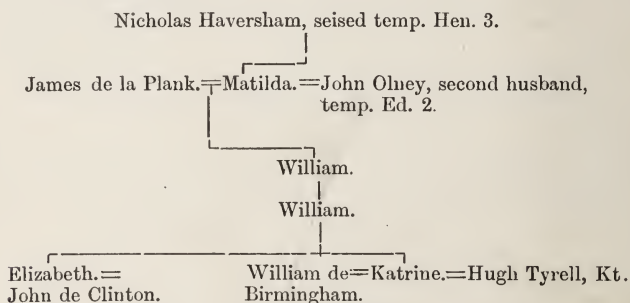 Nicholas Haversham, seised temp. Hen. 3.
James de la Plank.=Matilda.=John Olney, second husband,
temp. Ed. 2.
William.
William.
Elizabeth.= William de=Katrine.=Hugh Tyrell, Kt.
John de Clinton. Birmingham.